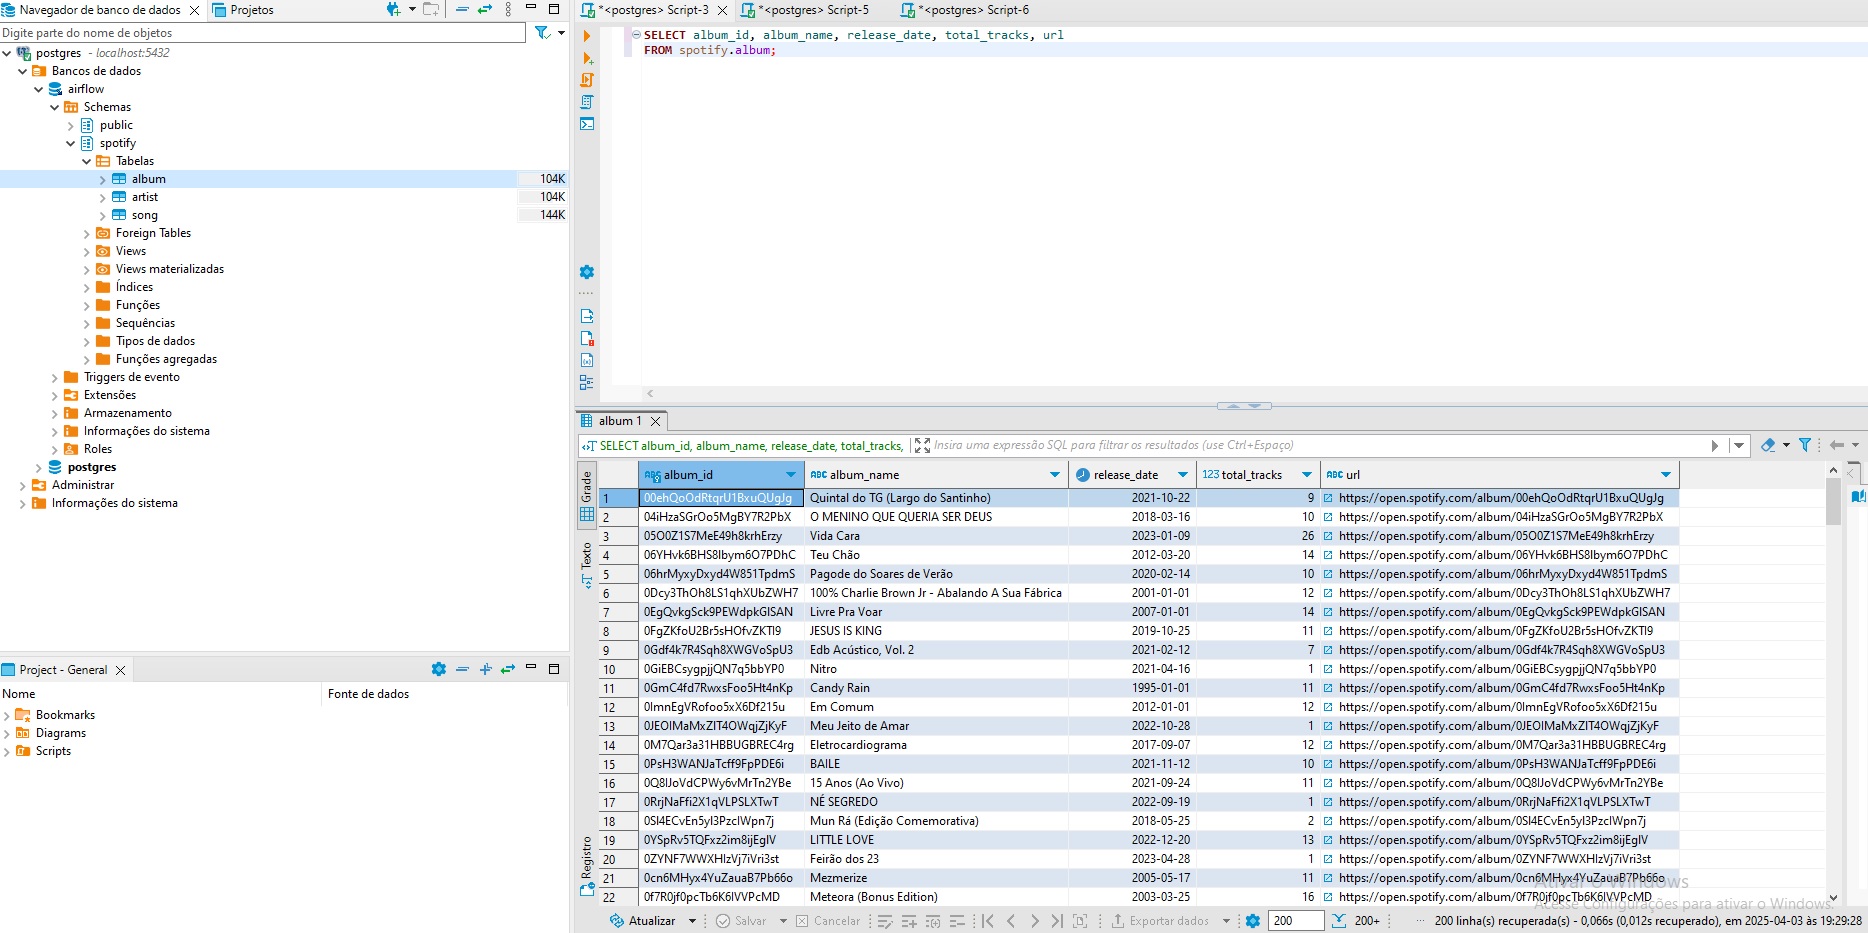 Navegador de banco de dados
Projetos
Digite parte do nome de objetos
postgres - localhost:5432
Bancos de dados
airflow
Schemas
public
spotify
Tabelas
album 104K
artist 104K
song 144K
Foreign Tables
Views
Views materializadas
Índices
Funções
Sequências
Tipos de dados
Funções agregadas
Triggers de evento
Extensões
Armazenamento
Informações do sistema
Roles
postgres
Administrar
Informações do sistema
Project - General
Nome Fonte de dados
Bookmarks
Diagrams
Scripts
*<postgres> Script-3 *<postgres> Script-5 *<postgres> Script-6
SELECT album_id, album_name, release_date, total_tracks, url
FROM spotify.album;
album 1
SELECT album_id, album_name, release_date, total_tracks, Insira uma expressão SQL para filtrar os resultados (use Ctrl+Espaço)
Grade
Texto
Registro
ABC album_id ABC album_name release_date 123 total_tracks ABC url
1 00ehQoOdRtqrU1BxuQUgJg Quintal do TG (Largo do Santinho) 2021-10-22 9 https://open.spotify.com/album/00ehQoOdRtqrU1BxuQUgJg
2 04iHzaSGrOo5MgBY7R2PbX O MENINO QUE QUERIA SER DEUS 2018-03-16 10 https://open.spotify.com/album/04iHzaSGrOo5MgBY7R2PbX
3 05O0Z1S7MeE49h8krhErzy Vida Cara 2023-01-09 26 https://open.spotify.com/album/05O0Z1S7MeE49h8krhErzy
4 06YHvk6BHS8lbym6O7PDhC Teu Chão 2012-03-20 14 https://open.spotify.com/album/06YHvk6BHS8lbym6O7PDhC
5 06hrMyxyDxyd4W851TpdmS Pagode do Soares de Verão 2020-02-14 10 https://open.spotify.com/album/06hrMyxyDxyd4W851TpdmS
6 0Dcy3ThOh8LS1qhXUbZWH7 100% Charlie Brown Jr - Abalando A Sua Fábrica 2001-01-01 12 https://open.spotify.com/album/0Dcy3ThOh8LS1qhXUbZWH7
7 0EgQvkgSck9PEWdpkGISAN Livre Pra Voar 2007-01-01 14 https://open.spotify.com/album/0EgQvkgSck9PEWdpkGISAN
8 0FgZKfoU2Br5sHOfvZKTl9 JESUS IS KING 2019-10-25 11 https://open.spotify.com/album/0FgZKfoU2Br5sHOfvZKTl9
9 0Gdf4k7R4Sqh8XWGVoSpU3 Edb Acústico, Vol. 2 2021-02-12 7 https://open.spotify.com/album/0Gdf4k7R4Sqh8XWGVoSpU3
10 0GiEBCsygpjjQN7q5bbYP0 Nitro 2021-04-16 1 https://open.spotify.com/album/0GiEBCsygpjjQN7q5bbYP0
11 0GmC4fd7RwxsFoo5Ht4nKp Candy Rain 1995-01-01 11 https://open.spotify.com/album/0GmC4fd7RwxsFoo5Ht4nKp
12 0ImnEgVRofoo5xX6Df215u Em Comum 2012-01-01 12 https://open.spotify.com/album/0ImnEgVRofoo5xX6Df215u
13 0JEOIMaMxZIT4OWqjZjKyF Meu Jeito de Amar 2022-10-28 1 https://open.spotify.com/album/0JEOIMaMxZIT4OWqjZjKyF
14 0M7Qar3a31HBBUGBREC4rg Eletrocardiograma 2017-09-07 12 https://open.spotify.com/album/0M7Qar3a31HBBUGBREC4rg
15 0PsH3WANJaTcff9FpPDE6i BAILE 2021-11-12 10 https://open.spotify.com/album/0PsH3WANJaTcff9FpPDE6i
16 0Q8IJoVdCPWy6vMrTn2YBe 15 Anos (Ao Vivo) 2021-09-24 11 https://open.spotify.com/album/0Q8IJoVdCPWy6vMrTn2YBe
17 0RrjNaFfi2X1qVLPSLXTwT NÉ SEGREDO 2022-09-19 1 https://open.spotify.com/album/0RrjNaFfi2X1qVLPSLXTwT
18 0Sl4ECvEn5yl3PzclWpn7j Mun Rá (Edição Comemorativa) 2018-05-25 2 https://open.spotify.com/album/0Sl4ECvEn5yl3PzclWpn7j
19 0YSpRv5TQFxz2im8ijEgIV LITTLE LOVE 2022-12-20 13 https://open.spotify.com/album/0YSpRv5TQFxz2im8ijEgIV
20 0ZYNF7WWXHIzVj7iVri3st Feirão dos 23 2023-04-28 1 https://open.spotify.com/album/0ZYNF7WWXHIzVj7iVri3st
21 0cn6MHyx4YuZauaB7Pb66o Mezmerize 2005-05-17 11 https://open.spotify.com/album/0cn6MHyx4YuZauaB7Pb66o
22 0f7R0jf0pcTb6K6lVVPcMD Meteora (Bonus Edition) 2003-03-25 16 https://open.spotify.com/album/0f7R0jf0pcTb6K6lVVPcMD
Ativar o Windows
Acesse Configurações para ativar o Windows.
Atualizar Salvar Cancelar Exportar dados 200 200+ 200 linha(s) recuperada(s) - 0,066s (0,012s recuperado), em 2025-04-03 às 19:29:28